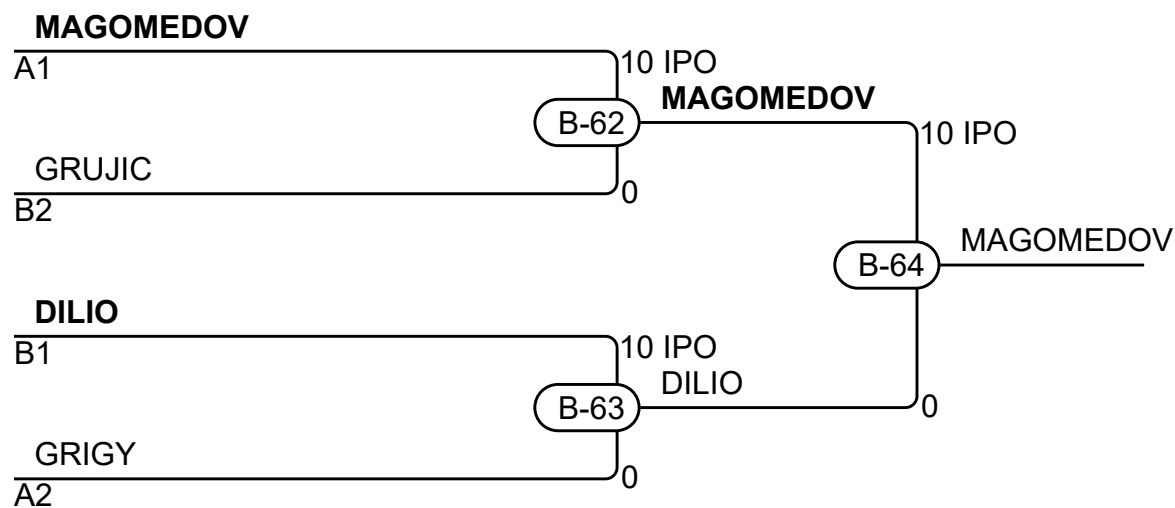 MAGOMEDOV
A1
10 IPO
MAGOMEDOV
B-62
10 IPO
GRUJIC
B2
0
MAGOMEDOV
B-64
DILIO
B1
10 IPO
DILIO
B-63
0
GRIGY
A2
0